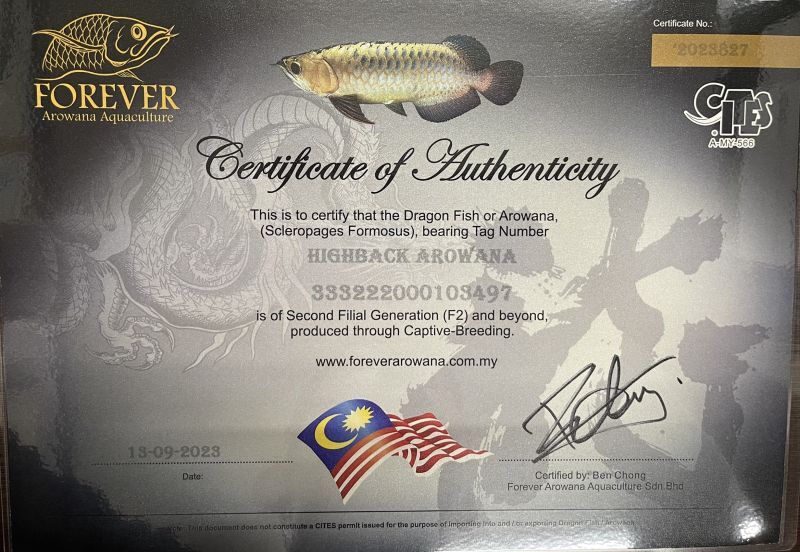 Certificate No.:
2023827
FOREVER
Arowana Aquaculture
CITES
A-MY-566
Certificate of Authenticity
This is to certify that the Dragon Fish or Arowana,
(Scleropages Formosus), bearing Tag Number
HIGHBACK AROWANA
333222000103497
is of Second Filial Generation (F2) and beyond,
produced through Captive-Breeding.
www.foreverarowana.com.my
13-09-2023
Date:
Certified by: Ben Chong
Forever Arowana Aquaculture Sdn.Bhd
Note: This document does not constitute a CITES permit issued for the purpose of importing into and / or exporting Dragon Fish / Arowana